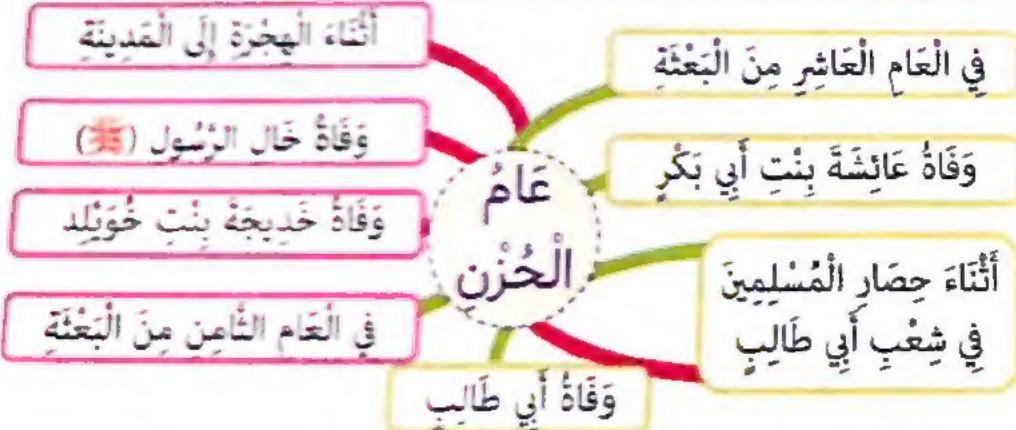 فِي الْعَامِ الْعَاشِرِ مِنَ الْبَعْثَةِ
أَثْنَاءَ الْهِجْرَةِ إِلَى الْمَدِينَةِ
وَفَاةُ عَائِشَةَ بِنْتِ أَبِي بَكْرٍ
وَفَاةُ خَالِ الرَّسُولِ (ﷺ)
عَامُ
الْحُزْنِ
أَثْنَاءَ حِصَارِ الْمُسْلِمِينَ
فِي شِعْبِ أَبِي طَالِبٍ
وَفَاةُ خَدِيجَةَ بِنْتِ خُوَيْلِد
فِي الْعَامِ الثَّامِنِ مِنَ الْبَعْثَةِ
وَفَاةُ أَبِي طَالِبٍ